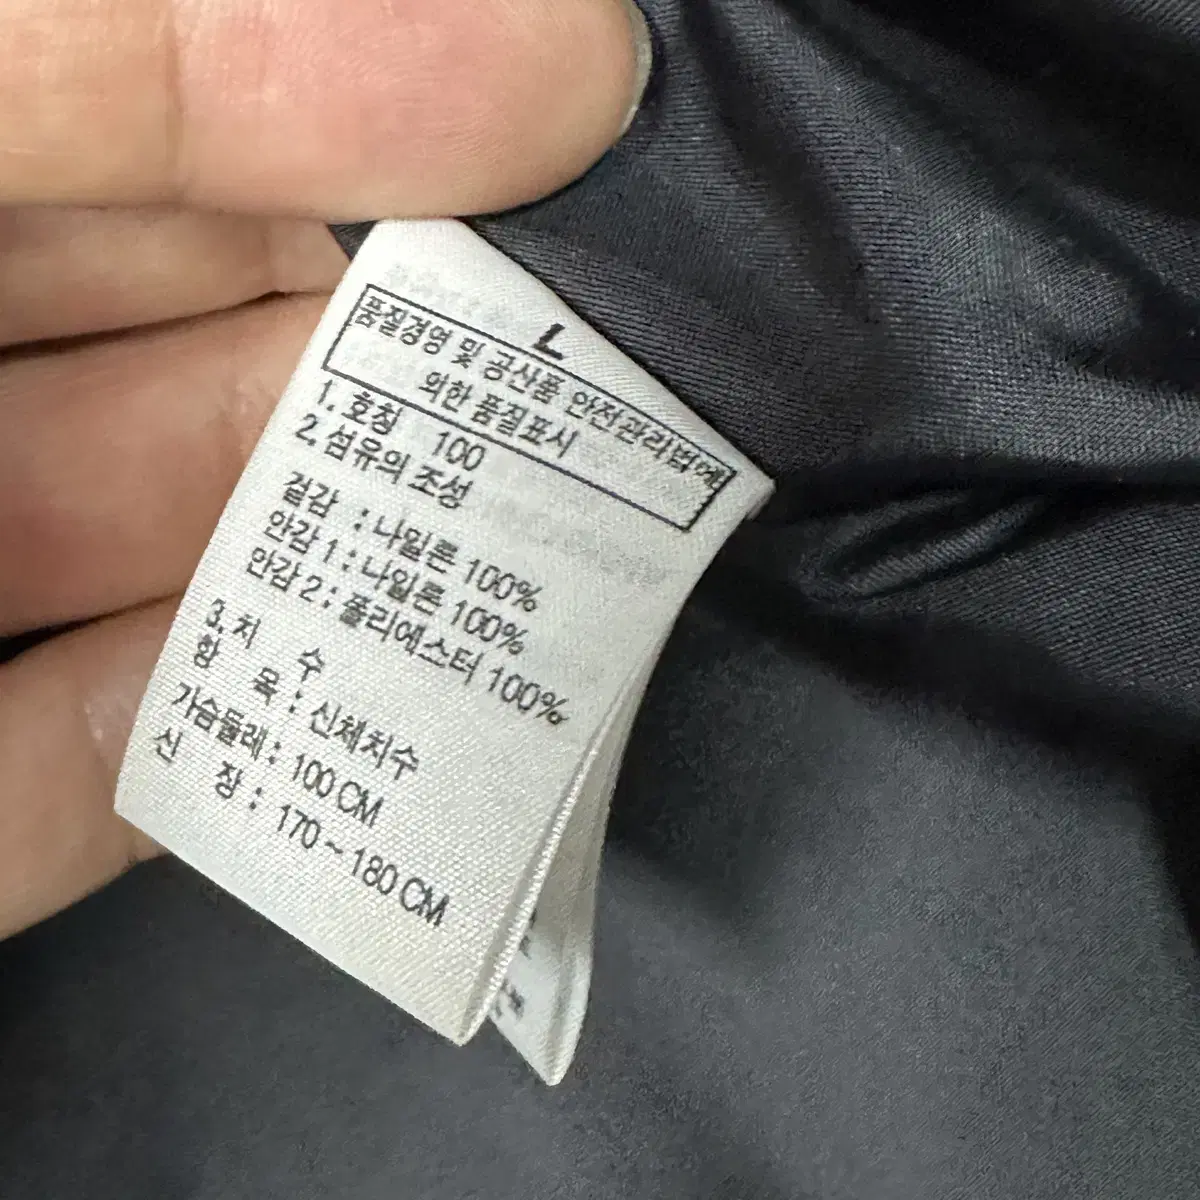 L
품질경영 및 공산품 안전관리법에
의한 품질표시
1. 호칭 100
2. 섬유의 조성
겉감 : 나일론 100%
안감 1 : 나일론 100%
안감 2 : 폴리에스터 100%
3. 치 수
항 목 : 신체치수
가슴둘레 : 100 CM
신 장 : 170 ~ 180 CM